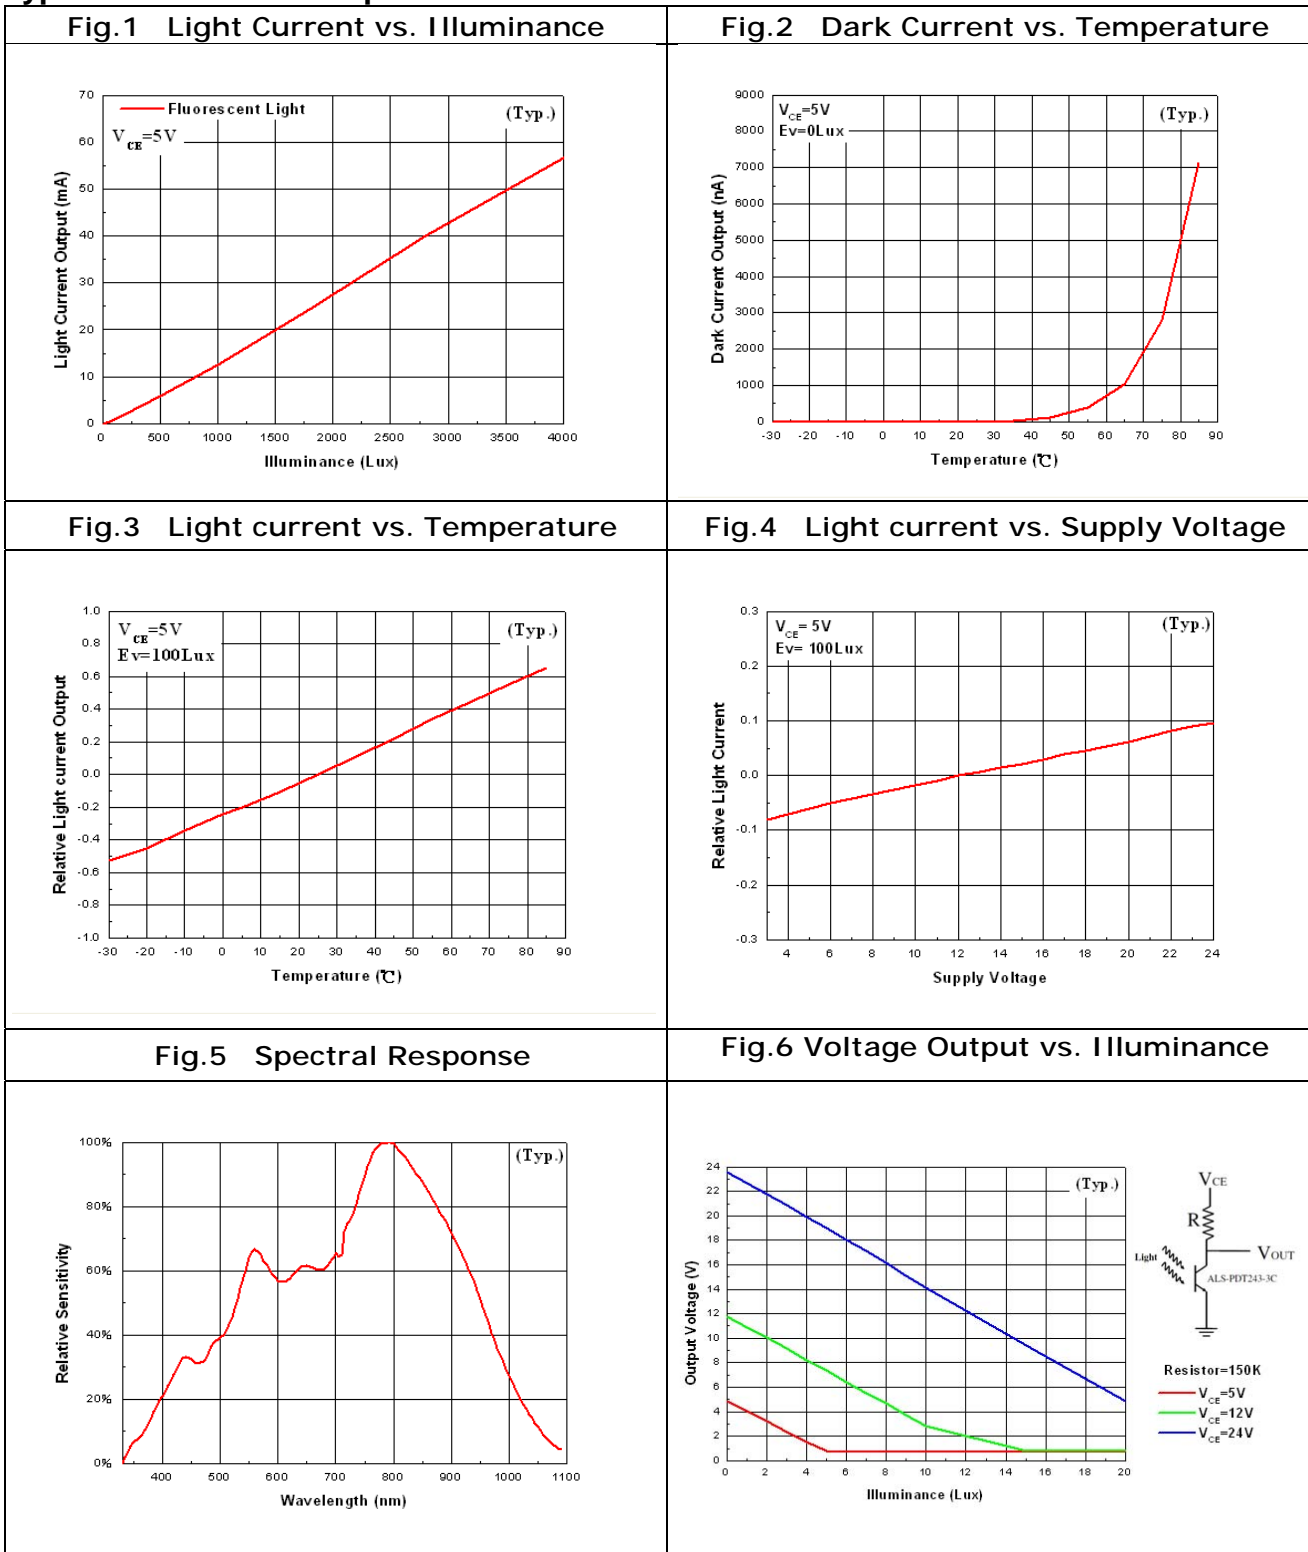 Fig.1 Light Current vs. Illuminance
70
60
50
40
30
20
10
0
Light Current Output (mA)
Fluorescent Light
(Typ.)
VCE=5V
0 500 1000 1500 2000 2500 3000 3500 4000
Illuminance (Lux)
Fig.2 Dark Current vs. Temperature
9000
8000
7000
6000
5000
4000
3000
2000
1000
0
Dark Current Output (nA)
VCE=5V
Ev=0Lux
(Typ.)
-30 -20 -10 0 10 20 30 40 50 60 70 80 90
Temperature (℃)
Fig.3 Light current vs. Temperature
1.0
0.8
0.6
0.4
0.2
0.0
-0.2
-0.4
-0.6
-0.8
-1.0
Relative Light current Output
VCE=5V
Ev=100Lux
(Typ.)
-30 -20 -10 0 10 20 30 40 50 60 70 80 90
Temperature (℃)
Fig.4 Light current vs. Supply Voltage
0.3
0.2
0.1
0.0
-0.1
-0.2
-0.3
Relative Light Current
VCE= 5V
Ev= 100Lux
(Typ.)
4 6 8 10 12 14 16 18 20 22 24
Supply Voltage
Fig.5 Spectral Response
100%
80%
60%
40%
20%
0%
Relative Sensitivity
(Typ.)
400 500 600 700 800 900 1000 1100
Wavelength (nm)
Fig.6 Voltage Output vs. Illuminance
24
22
20
18
16
14
12
10
8
6
4
2
0
Output Voltage (V)
(Typ.)
0 2 4 6 8 10 12 14 16 18 20
Illuminance (Lux)
VCE
R
VOUT
Light
ALS-PDT243-3C
Resistor=150K
VCE=5V
VCE=12V
VCE=24V